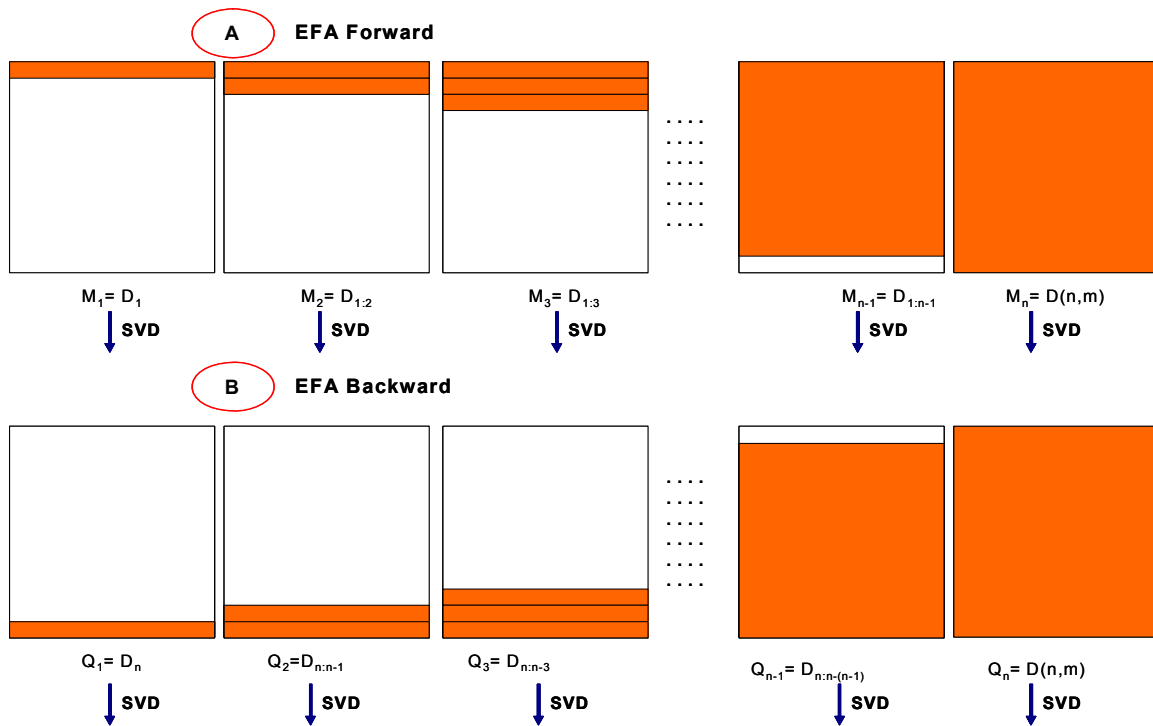 A EFA Forward
. . . .
. . . .
. . . .
. . . .
. . . .
. . . .
M₁= D₁ M₂= D₁:₂ M₃= D₁:₃ Mₙ₋₁= D₁:ₙ₋₁ Mₙ= D(n,m)
SVD SVD SVD SVD SVD
B EFA Backward
. . . .
. . . .
. . . .
. . . .
. . . .
. . . .
Q₁= Dₙ Q₂=Dₙ:ₙ₋₁ Q₃= Dₙ:ₙ₋₃ Qₙ₋₁= Dₙ:ₙ₋₍ₙ₋₁₎ Qₙ= D(n,m)
SVD SVD SVD SVD SVD